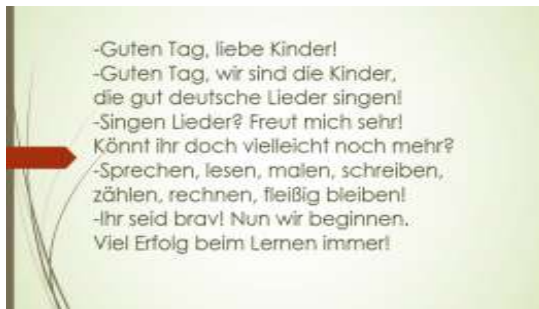 -Guten Tag, liebe Kinder!
-Guten Tag, wir sind die Kinder,
die gut deutsche Lieder singen!
-Singen Lieder? Freut mich sehr!
Könnt ihr doch vielleicht noch mehr?
-Sprechen, lesen, malen, schreiben,
zählen, rechnen, fleißig bleiben!
-Ihr seid brav! Nun wir beginnen.
Viel Erfolg beim Lernen immer!